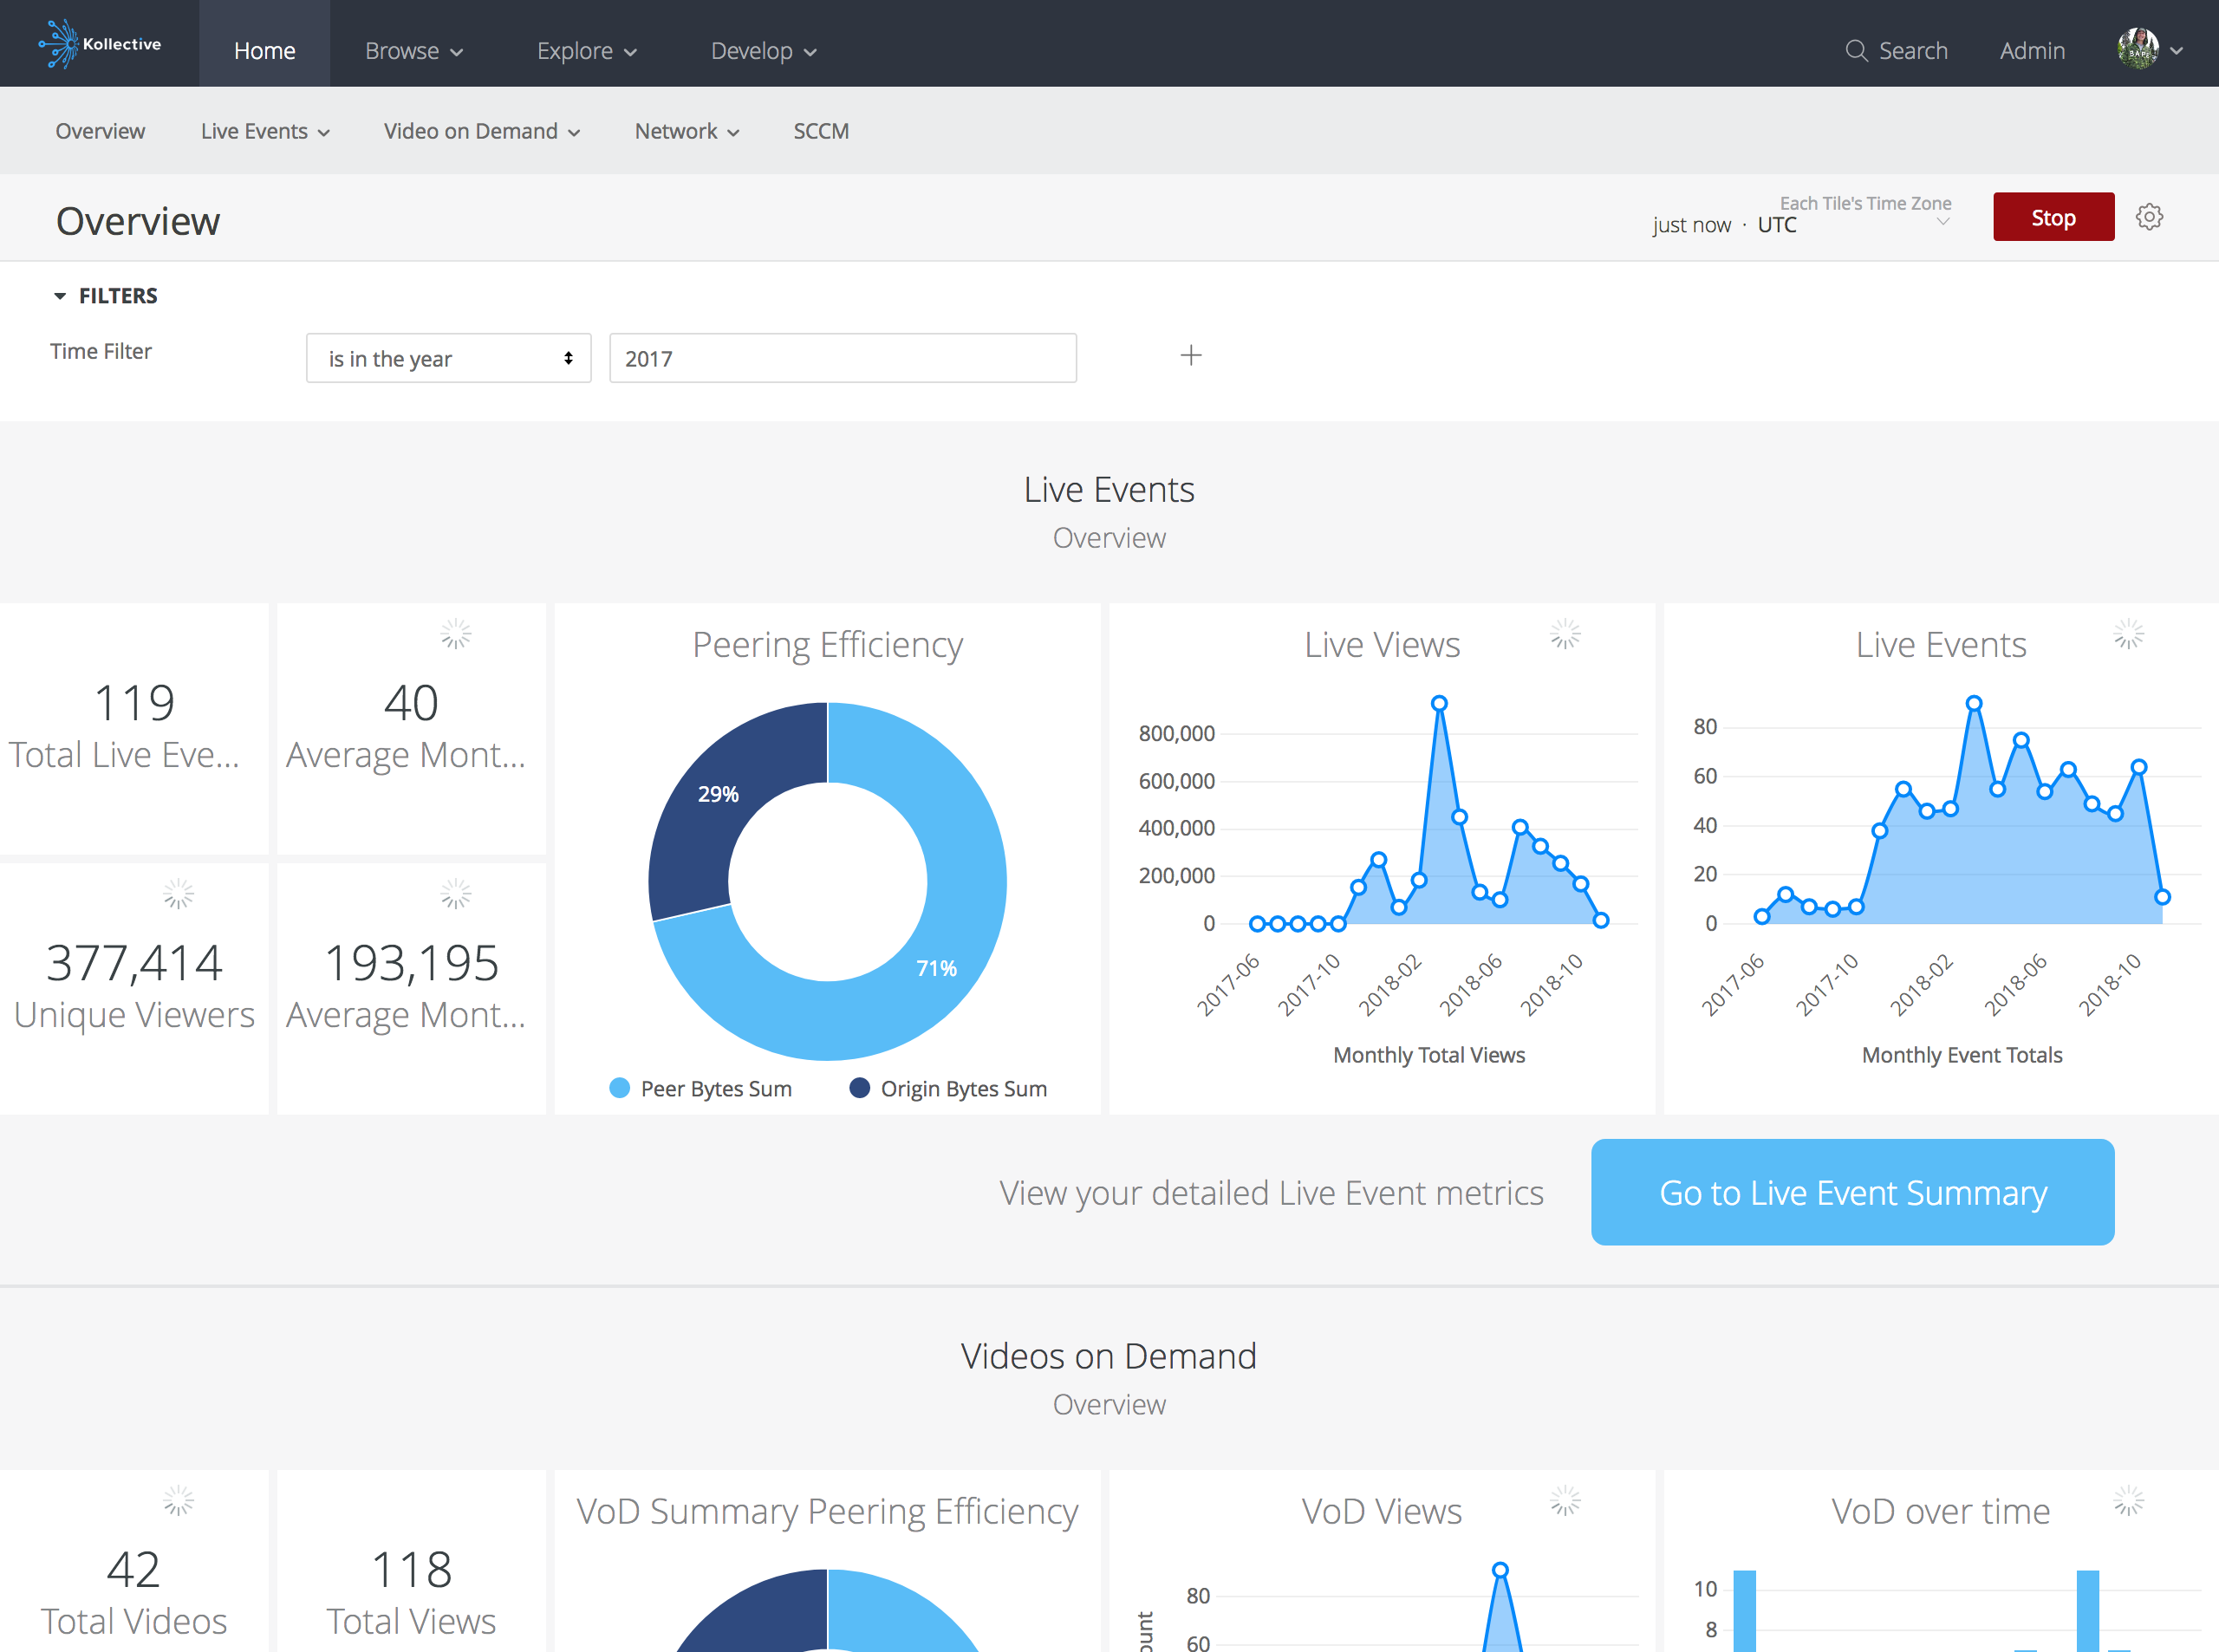 Kollective
Home
Browse
Explore
Develop
Search
Admin
Overview
Live Events
Video on Demand
Network
SCCM
Overview
Each Tile's Time Zone
just now · UTC
Stop
FILTERS
Time Filter
is in the year
2017
+
Live Events
Overview
119
Total Live Eve...
40
Average Mont...
377,414
Unique Viewers
193,195
Average Mont...
Peering Efficiency
29%
71%
Peer Bytes Sum
Origin Bytes Sum
Live Views
800,000
600,000
400,000
200,000
0
2017-06
2017-10
2018-02
2018-06
2018-10
Monthly Total Views
Live Events
80
60
40
20
0
2017-06
2017-10
2018-02
2018-06
2018-10
Monthly Event Totals
View your detailed Live Event metrics
Go to Live Event Summary
Videos on Demand
Overview
42
Total Videos
118
Total Views
VoD Summary Peering Efficiency
VoD Views
80
60
VoD over time
10
8